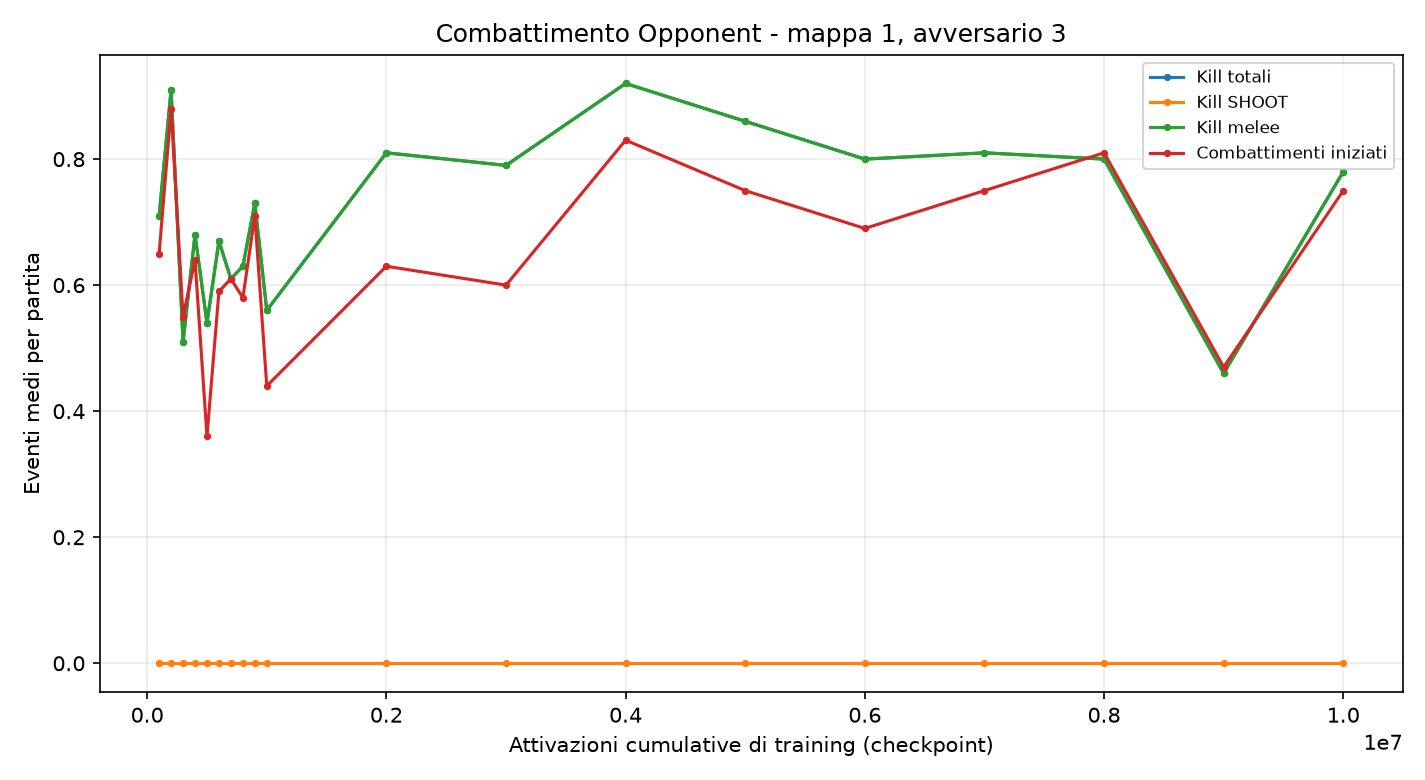 Combattimento Opponent - mappa 1, avversario 3
Kill totali
Kill SHOOT
Kill melee
Combattimenti iniziati
Eventi medi per partita
0.8
0.6
0.4
0.2
0.0
0.0 0.2 0.4 0.6 0.8 1.0
1e7
Attivazioni cumulative di training (checkpoint)